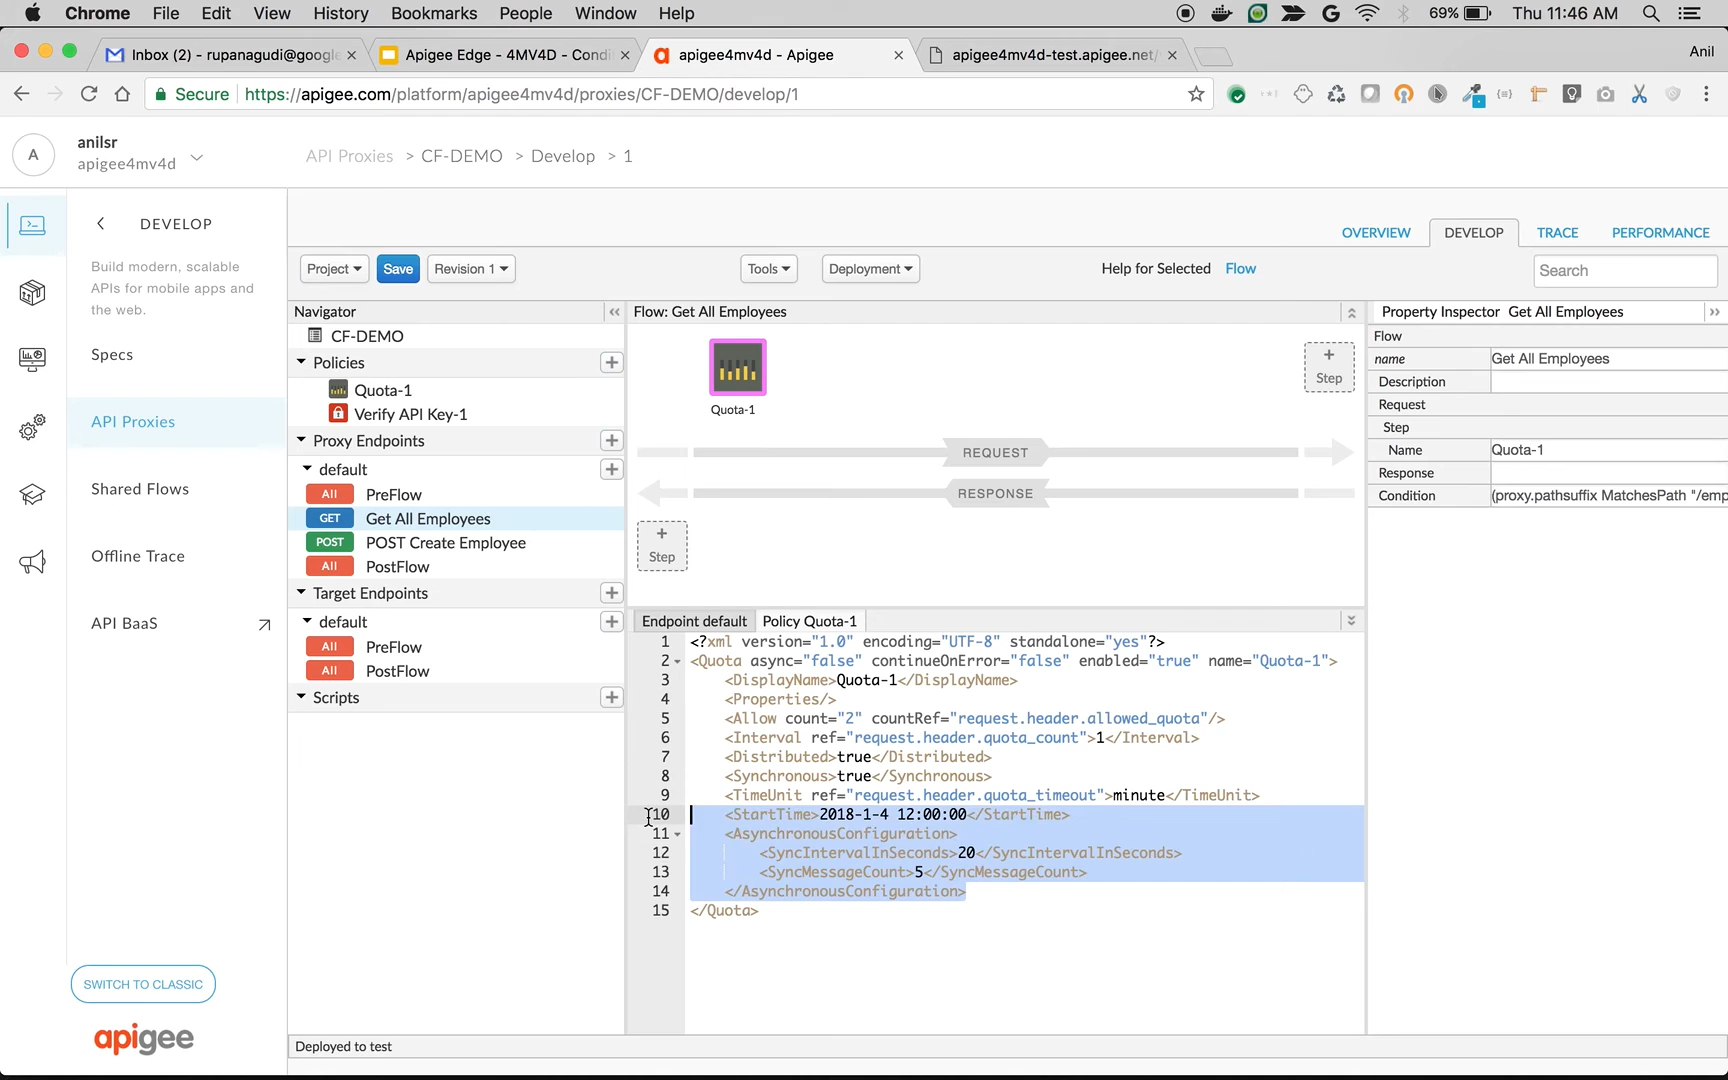 Chrome File Edit View History Bookmarks People Window Help 69% Thu 11:46 AM
Inbox (2) - rupanagudi@google Apigee Edge - 4MV4D - Condi apigee4mv4d - Apigee apigee4mv4d-test.apigee.net/ Anil
Secure https://apigee.com/platform/apigee4mv4d/proxies/CF-DEMO/develop/1
A
anilsr
apigee4mv4d
API Proxies > CF-DEMO > Develop > 1
DEVELOP
Build modern, scalable
APIs for mobile apps and
the web.
Specs
API Proxies
Shared Flows
Offline Trace
API BaaS
SWITCH TO CLASSIC
apigee
OVERVIEW DEVELOP TRACE PERFORMANCE
Project Save Revision 1 Tools Deployment Help for Selected Flow Search
Navigator
CF-DEMO
Policies
Quota-1
Verify API Key-1
Proxy Endpoints
default
All PreFlow
GET Get All Employees
POST POST Create Employee
All PostFlow
Target Endpoints
default
All PreFlow
All PostFlow
Scripts
Flow: Get All Employees
Quota-1
+ Step
REQUEST
RESPONSE
+ Step
Endpoint default Policy Quota-1
1 <?xml version="1.0" encoding="UTF-8" standalone="yes"?>
2 <Quota async="false" continueOnError="false" enabled="true" name="Quota-1">
3 <DisplayName>Quota-1</DisplayName>
4 <Properties/>
5 <Allow count="2" countRef="request.header.allowed_quota"/>
6 <Interval ref="request.header.quota_count">1</Interval>
7 <Distributed>true</Distributed>
8 <Synchronous>true</Synchronous>
9 <TimeUnit ref="request.header.quota_timeout">minute</TimeUnit>
10 <StartTime>2018-1-4 12:00:00</StartTime>
11 <AsynchronousConfiguration>
12 <SyncIntervalInSeconds>20</SyncIntervalInSeconds>
13 <SyncMessageCount>5</SyncMessageCount>
14 </AsynchronousConfiguration>
15 </Quota>
Property Inspector Get All Employees
Flow
name Get All Employees
Description
Request
Step
Name Quota-1
Response
Condition (proxy.pathsuffix MatchesPath "/emp
Deployed to test